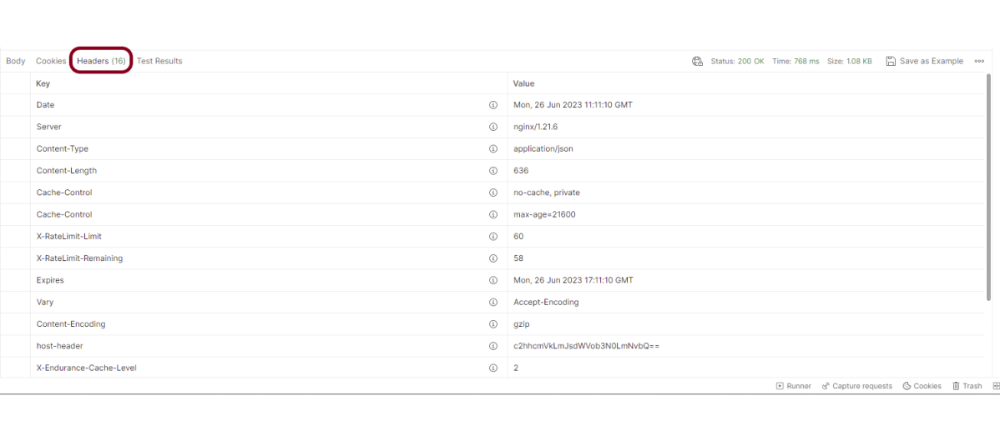 Body Cookies Headers (16) Test Results Status: 200 OK Time: 768 ms Size: 1.08 KB Save as Example
Key Value
Date Mon, 26 Jun 2023 11:11:10 GMT
Server nginx/1.21.6
Content-Type application/json
Content-Length 636
Cache-Control no-cache, private
Cache-Control max-age=21600
X-RateLimit-Limit 60
X-RateLimit-Remaining 58
Expires Mon, 26 Jun 2023 17:11:10 GMT
Vary Accept-Encoding
Content-Encoding gzip
host-header c2hhcmVkLmJsdWVob3N0LmNvbQ==
X-Endurance-Cache-Level 2
Runner Capture requests Cookies Trash